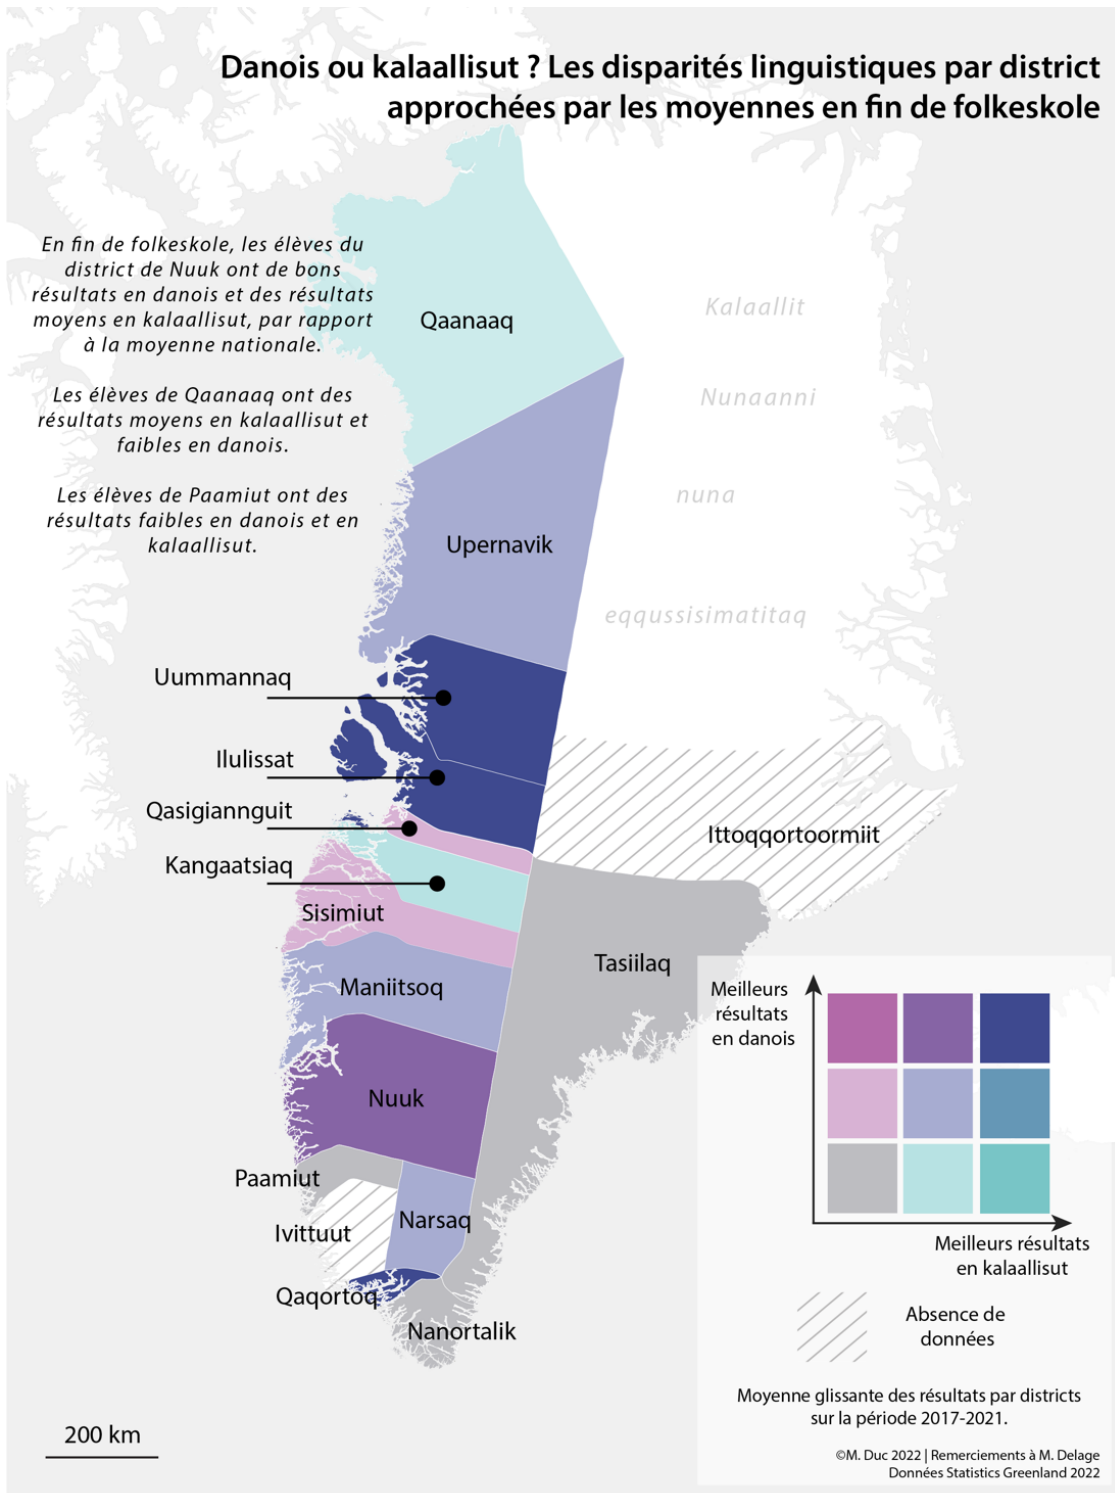 Danois ou kalaallisut ? Les disparités linguistiques par district
approchées par les moyennes en fin de folkeskole
En fin de folkeskole, les élèves du
district de Nuuk ont de bons
résultats en danois et des résultats
moyens en kalaallisut, par rapport
à la moyenne nationale.
Les élèves de Qaanaaq ont des
résultats moyens en kalaallisut et
faibles en danois.
Les élèves de Paamiut ont des
résultats faibles en danois et en
kalaallisut.
Qaanaaq
Kalaallit
Nunaanni
nuna
eqqussisimatitaq
Upernavik
Uummannaq
Ilulissat
Qasigiannguit
Kangaatsiaq
Sisimiut
Maniitsoq
Nuuk
Paamiut
Ivittuut
Narsaq
Qaqortoq
Nanortalik
Ittoqqortoormiit
Tasiilaq
Meilleurs
résultats
en danois
Meilleurs résultats
en kalaallisut
Absence de
données
Moyenne glissante des résultats par districts
sur la période 2017-2021.
©M. Duc 2022 | Remerciements à M. Delage
Données Statistics Greenland 2022
200 km